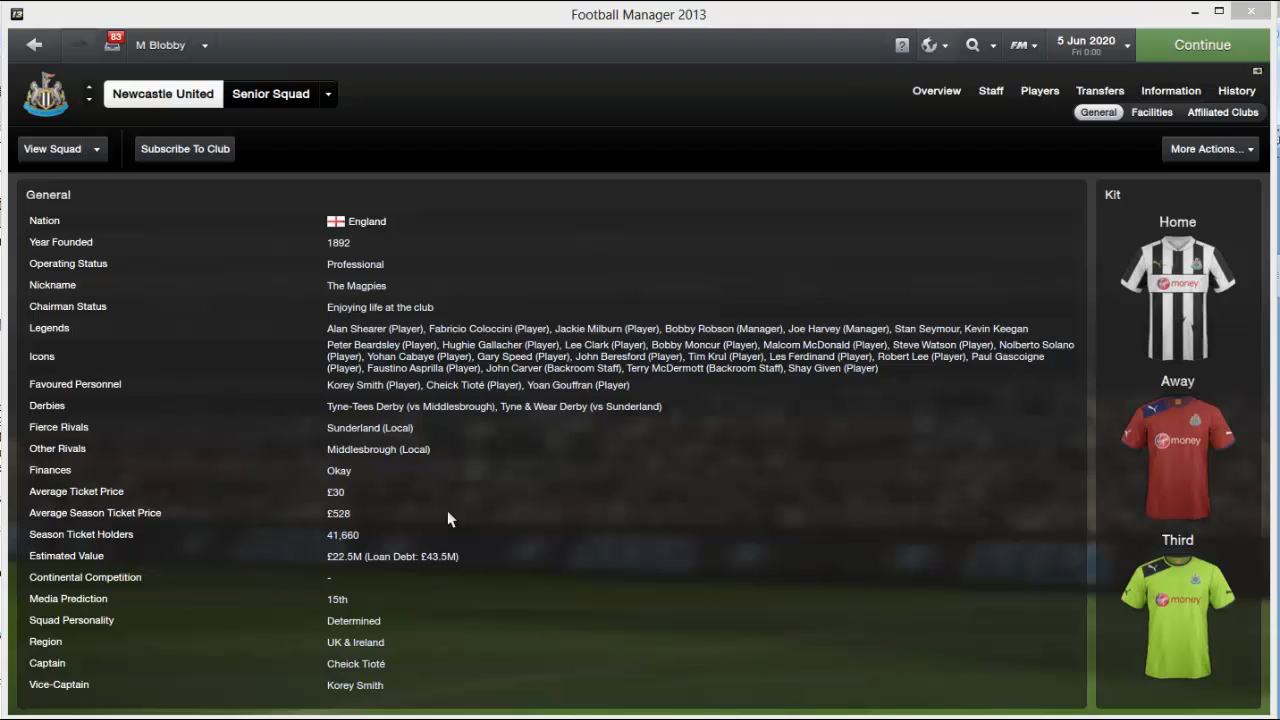 Football Manager 2013
83
M Blobby
?
FM
5 Jun 2020
Fri 0:00
Continue
Newcastle United
Senior Squad
Overview
Staff
Players
Transfers
Information
History
General
Facilities
Affiliated Clubs
View Squad
Subscribe To Club
More Actions...
General
Nation England
Year Founded 1892
Operating Status Professional
Nickname The Magpies
Chairman Status Enjoying life at the club
Legends Alan Shearer (Player), Fabricio Coloccini (Player), Jackie Milburn (Player), Bobby Robson (Manager), Joe Harvey (Manager), Stan Seymour, Kevin Keegan
Icons
Peter Beardsley (Player), Hughie Gallacher (Player), Lee Clark (Player), Bobby Moncur (Player), Malcom McDonald (Player), Steve Watson (Player), Nolberto Solano
(Player), Yohan Cabaye (Player), Gary Speed (Player), John Beresford (Player), Tim Krul (Player), Les Ferdinand (Player), Robert Lee (Player), Paul Gascoigne
(Player), Faustino Asprilla (Player), John Carver (Backroom Staff), Terry McDermott (Backroom Staff), Shay Given (Player)
Favoured Personnel Korey Smith (Player), Cheick Tioté (Player), Yoan Gouffran (Player)
Derbies Tyne-Tees Derby (vs Middlesbrough), Tyne & Wear Derby (vs Sunderland)
Fierce Rivals Sunderland (Local)
Other Rivals Middlesbrough (Local)
Finances Okay
Average Ticket Price £30
Average Season Ticket Price £528
Season Ticket Holders 41,660
Estimated Value £22.5M (Loan Debt: £43.5M)
Continental Competition -
Media Prediction 15th
Squad Personality Determined
Region UK & Ireland
Captain Cheick Tioté
Vice-Captain Korey Smith
Kit
Home
money
Away
money
Third
money